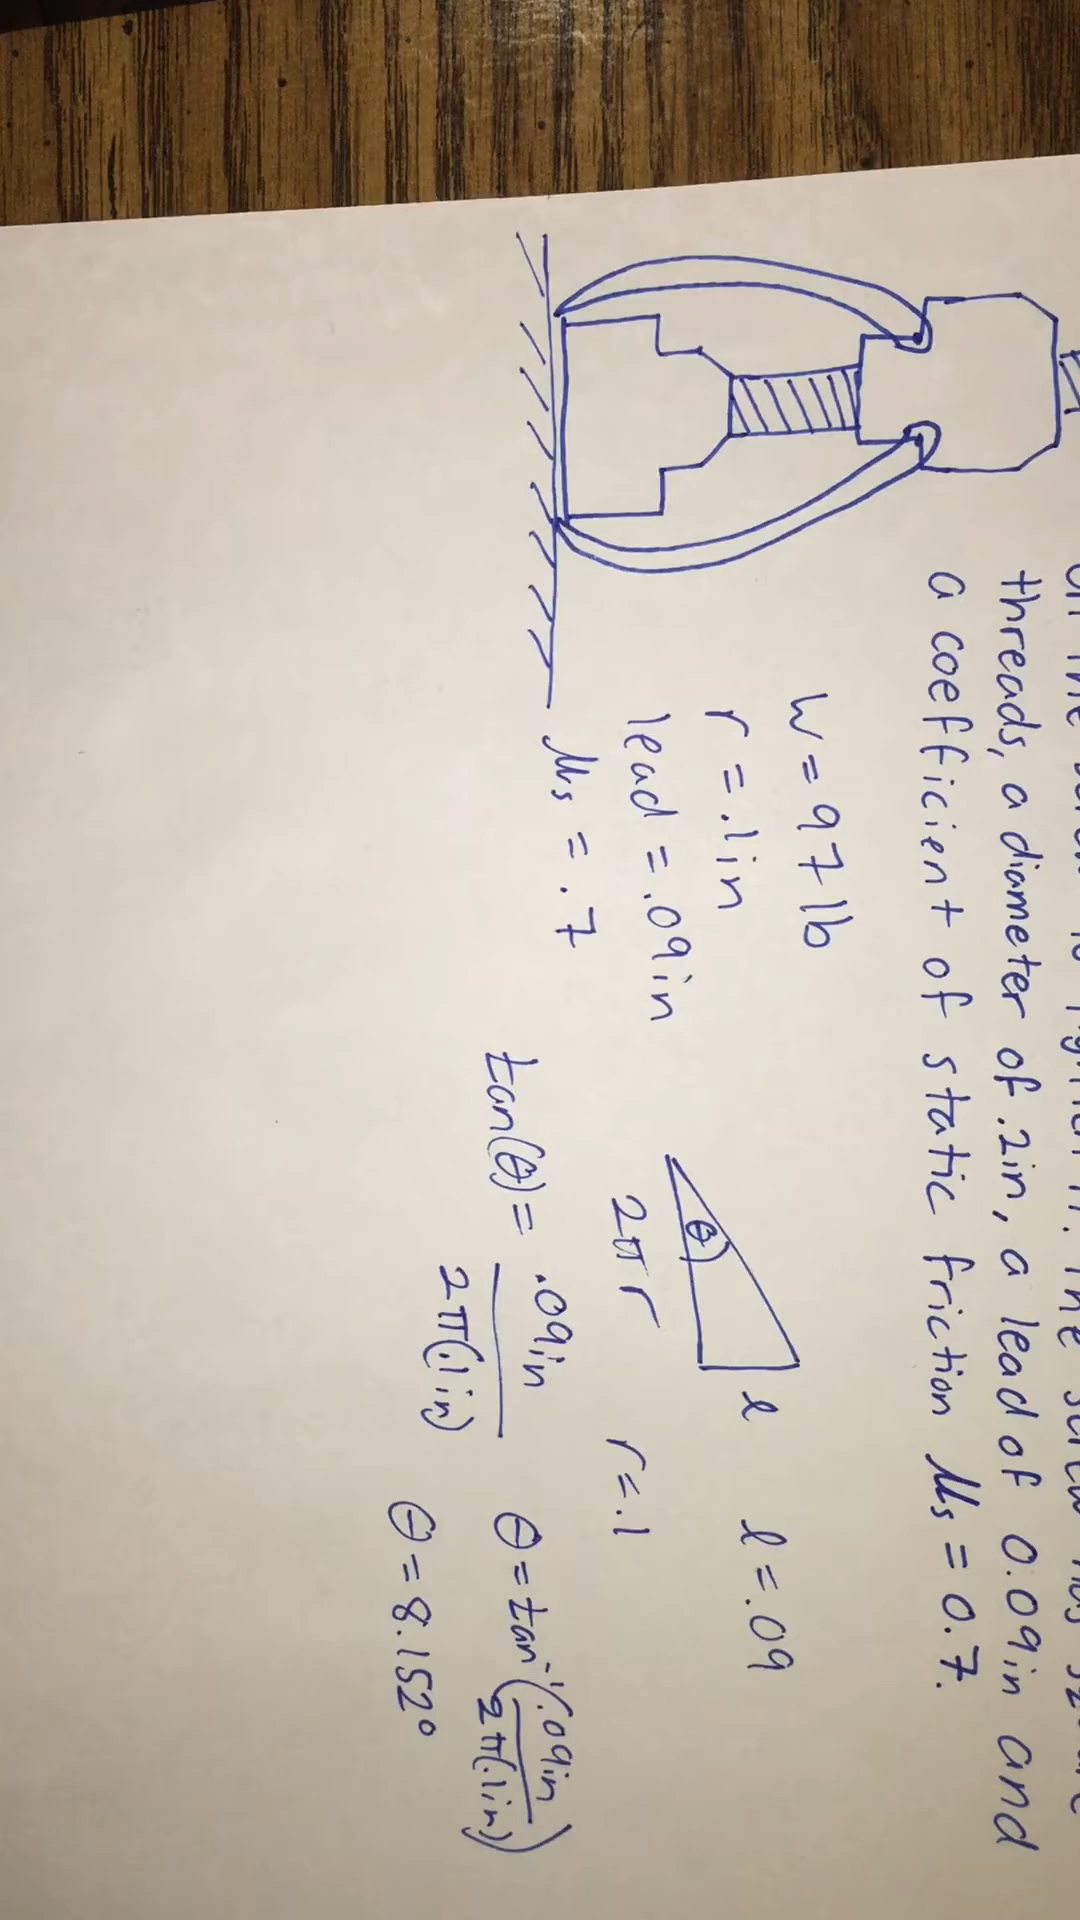 threads, a diameter of .2in, a lead of 0.09in and
a coefficient of static friction μs = 0.7.
W = 97 lb
r = .1in
lead = .09in
μs = .7
θ
2πr
l
l = .09
r = .1
tan(θ) = .09in / 2π(.1in)
θ = tan⁻¹(.09in / 2π(.1in))
θ = 8.152°